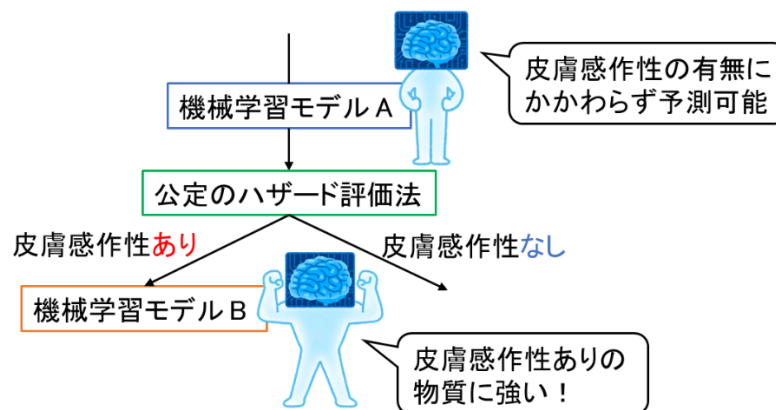 皮膚感作性の有無に
かかわらず予測可能
機械学習モデルA
公定のハザード評価法
皮膚感作性あり
皮膚感作性なし
機械学習モデルB
皮膚感作性ありの
物質に強い！